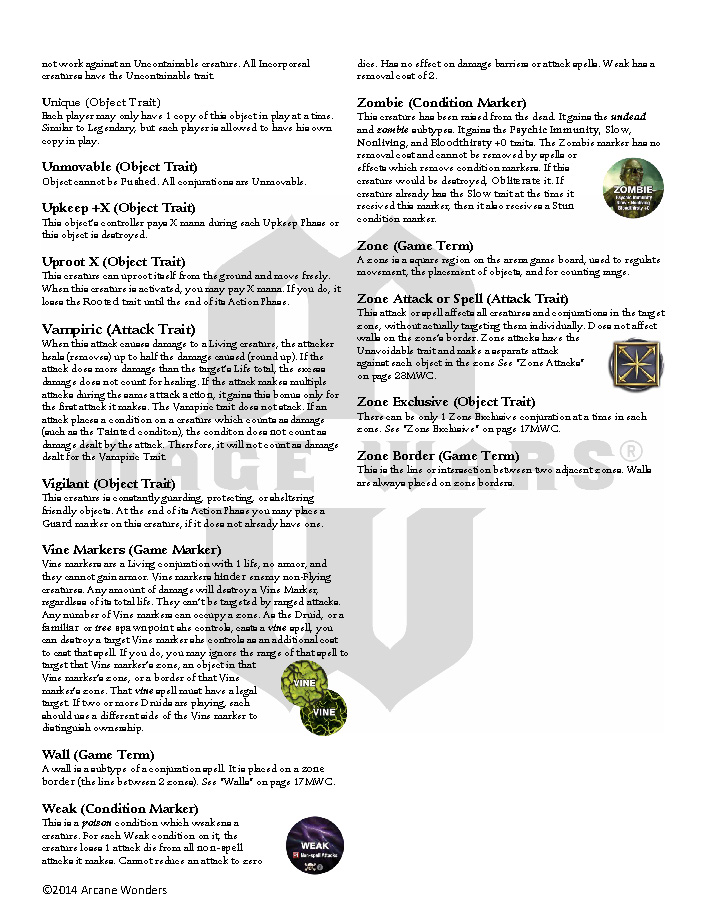 not work against an Uncontainable creature. All Incorporeal
creatures have the Uncontainable trait.
Unique (Object Trait)
Each player may only have 1 copy of this object in play at a time.
Similar to Legendary, but each player is allowed to have his own
copy in play.
Unmovable (Object Trait)
Object cannot be Pushed. All conjurations are Unmovable.
Upkeep +X (Object Trait)
This object's controller pays X mana during each Upkeep Phase or
this object is destroyed.
Uproot X (Object Trait)
This creature can uproot itself from the ground and move freely.
When this creature is activated, you may pay X mana. If you do, it
loses the Rooted trait until the end of its Action Phase.
Vampiric (Attack Trait)
When this attack causes damage to a Living creature, the attacker
heals (removes) up to half the damage caused (round up). If the
attack does more damage than the target's Life total, the excess
damage does not count for healing. If the attack makes multiple
attacks during the same attack action, it gains this bonus only for
the first attack it makes. The Vampiric trait does not stack. If an
attack places a condition on a creature which counts as damage
(such as the Tainted conditon), the conditon does not count as
damage dealt by the attack. Therefore, it will not count as damage
dealt for the Vampiric Trait.
Vigilant (Object Trait)
This creature is constantly guarding, protecting, or sheltering
friendly objects. At the end of its Action Phases you may place a
Guard marker on this creature, if it does not already have one.
Vine Markers (Game Marker)
Vine markers are a Living conjuration with 1 life, no armor, and
they cannot gain armor. Vine markers hinder enemy non-Flying
creatures. Any amount of damage will destroy a Vine Marker,
regardless of its total life. They can't be targeted by ranged attacks.
Any number of Vine markers can occupy a zone. As the Druid, or a
familiar or tree spawnpoint she controls, casts a vine spell, you
can destroy a target Vine marker she controls as an additional cost
to cast that spell. If you do, you may ignore the range of that spell to
target that Vine marker's zone, an object in that
Vine marker's zone, or a border of that Vine
marker's zone. That vine spell must have a legal
target. If two or more Druids are playing, each
should use a different side of the Vine marker to
distinguish ownership.
VINE
VINE
Wall (Game Term)
A wall is a subtype of a conjuration spell. It is placed on a zone
border (the line between 2 zones). See "Walls" on page 17MWC.
Weak (Condition Marker)
This is a poison condition which weakens a
creature. For each Weak condition on it, the
creature loses 1 attack die from all non-spell
attacks it makes. Cannot reduce an attack to zero
WEAK
Non-spell Attacks
©2014 Arcane Wonders
dice. Has no effect on damage barriers or attack spells. Weak has a
removal cost of 2.
Zombie (Condition Marker)
This creature has been raised from the dead. It gains the undead
and zombie subtypes. It gains the Psychic Immunity, Slow,
Nonliving, and Bloodthirsty +0 traits. The Zombie marker has no
removal cost and cannot be removed by spells or
effects which remove condition markers. If this
creature would be destroyed, Obliterate it. If
creature already has the Slow trait at the time it
received this marker, then it also receives a Stun
condition marker.
ZOMBIE
Psychic Immunity
Slow • Nonliving
Bloodthirsty +0
Zone (Game Term)
A zone is a square region on the arena game board, used to regulate
movement, the placement of objects, and for counting range.
Zone Attack or Spell (Attack Trait)
This attack or spell affects all creatures and conjurations in the target
zone, without actually targeting them individually. Does not affect
walls on the zone's border. Zone attacks have the
Unavoidable trait and make a separate attack
against each object in the zone. See "Zone Attacks"
on page 28MWC.
Zone Exclusive (Object Trait)
There can be only 1 Zone Exclusive conjuration at a time in each
zone. See "Zone Exclusive" on page 17MWC.
Zone Border (Game Term)
This is the line or intersection between two adjacent zones. Walls
are always placed on zone borders.
MAGE WARS®